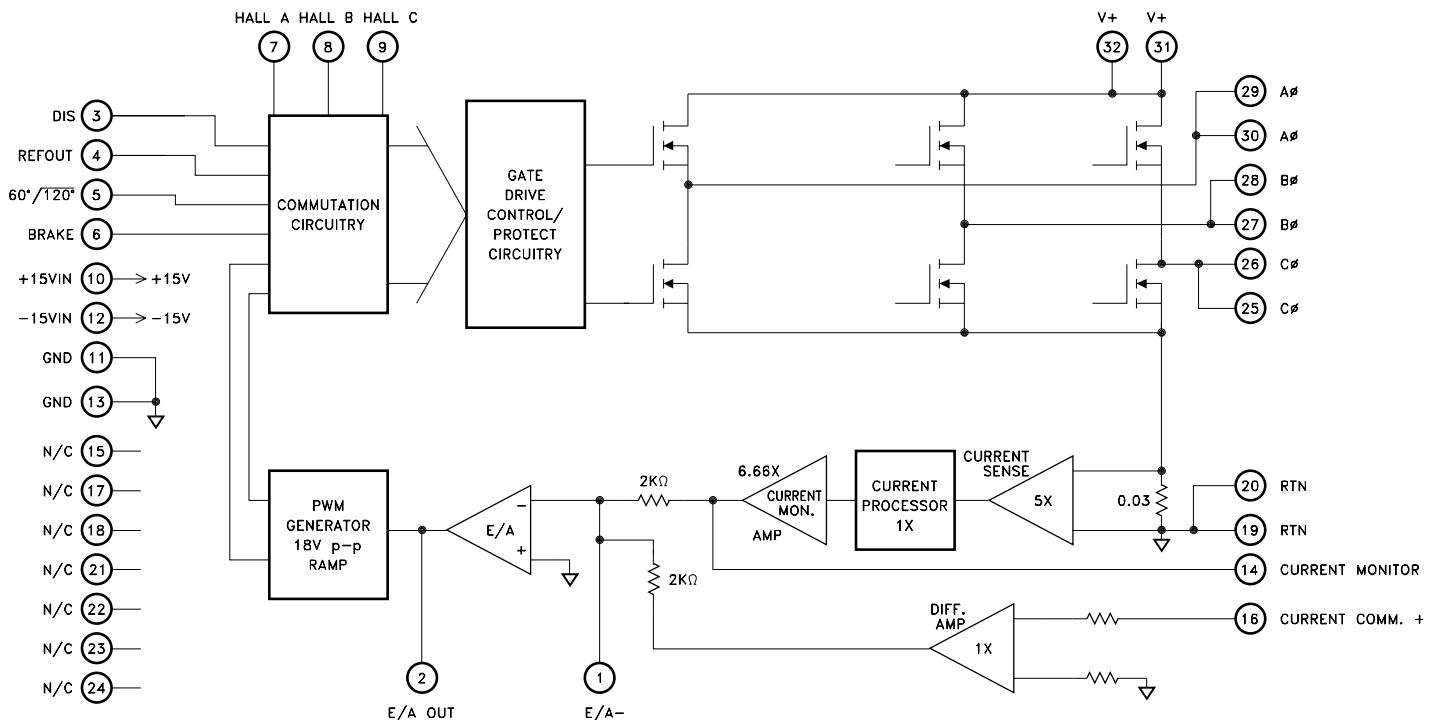 HALL A HALL B HALL C
7 8 9
V+ V+
32 31
DIS 3
REFOUT 4
60°/120° 5
BRAKE 6
+15VIN 10 +15V
-15VIN 12 -15V
GND 11
GND 13
N/C 15
N/C 17
N/C 18
N/C 21
N/C 22
N/C 23
N/C 24
COMMUTATION
CIRCUITRY
GATE
DRIVE
CONTROL/
PROTECT
CIRCUITRY
29 AØ
30 AØ
28 BØ
27 BØ
26 CØ
25 CØ
PWM
GENERATOR
18V p-p
RAMP
E/A
-
+
2KΩ
2KΩ
6.66X
CURRENT
MON.
AMP
CURRENT
PROCESSOR
1X
CURRENT
SENSE
5X
0.03
20 RTN
19 RTN
14 CURRENT MONITOR
16 CURRENT COMM. +
DIFF.
AMP
1X
2
E/A OUT
1
E/A-